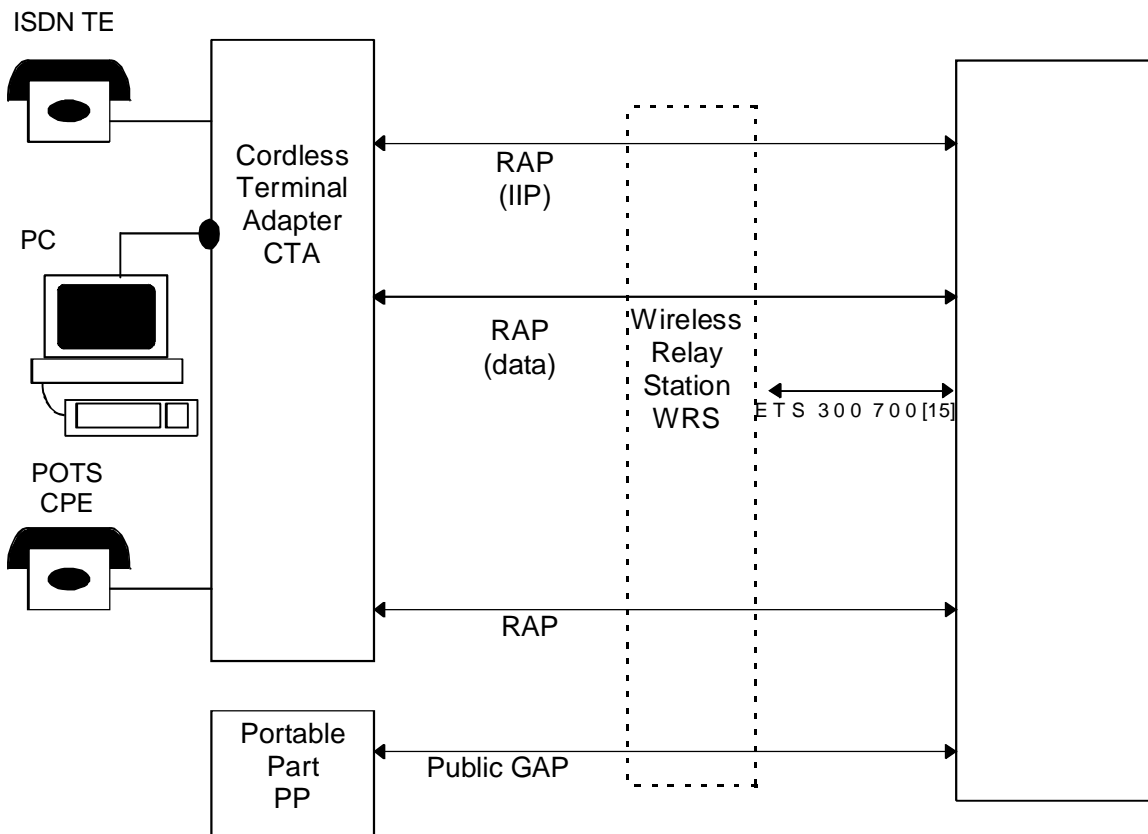 ISDN TE
PC
POTS
CPE
Cordless
Terminal
Adapter
CTA
RAP
(IIP)
RAP
(data)
Wireless
Relay
Station
WRS
ETS 300 700[15]
RAP
Portable
Part
PP
Public GAP